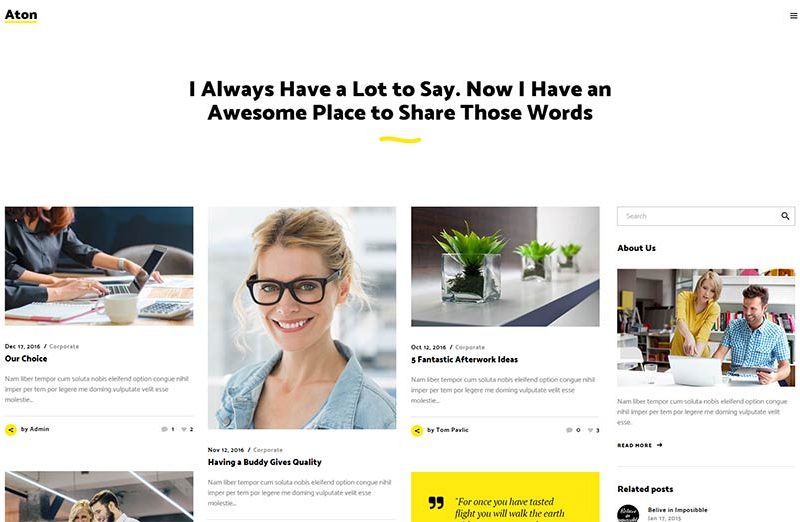 Aton
I Always Have a Lot to Say. Now I Have an
Awesome Place to Share Those Words
Dec 17, 2016 / Corporate
Our Choice
Nam liber tempor cum soluta nobis eleifend option congue nihil
imper per tem por legere me doming vulputate velit esse
molestie...
by Admin
1
2
Nov 12, 2016 / Corporate
Having a Buddy Gives Quality
Nam liber tempor cum soluta nobis eleifend option congue nihil
imper per tem por legere me doming vulputate velit esse
molestie...
Oct 12, 2016 / Corporate
5 Fantastic Afterwork Ideas
Nam liber tempor cum soluta nobis eleifend option congue nihil
imper per tem por legere me doming vulputate velit esse
molestie...
by Tom Pavlic
0
3
"For once you have tasted
flight you will walk the earth
Search
About Us
Nam liber tempor cum soluta nobis eleifend option congue
nihil imper per tem por legere me doming vulputate velit
esse.
READ MORE
Related posts
Belive in Imposibble
Jan 17, 2015